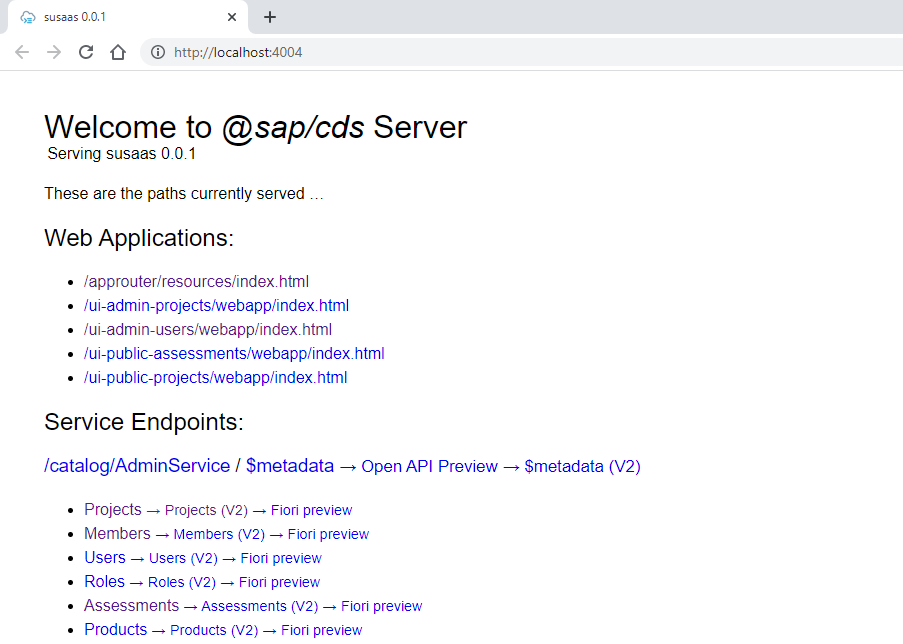 susaas 0.0.1
http://localhost:4004
Welcome to @sap/cds Server
Serving susaas 0.0.1
These are the paths currently served …
Web Applications:
• /approuter/resources/index.html
• /ui-admin-projects/webapp/index.html
• /ui-admin-users/webapp/index.html
• /ui-public-assessments/webapp/index.html
• /ui-public-projects/webapp/index.html
Service Endpoints:
/catalog/AdminService / $metadata → Open API Preview → $metadata (V2)
• Projects → Projects (V2) → Fiori preview
• Members → Members (V2) → Fiori preview
• Users → Users (V2) → Fiori preview
• Roles → Roles (V2) → Fiori preview
• Assessments → Assessments (V2) → Fiori preview
• Products → Products (V2) → Fiori preview